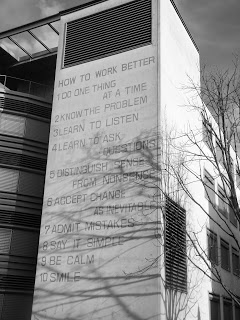 HOW TO WORK BETTER
1 DO ONE THING
AT A TIME
2 KNOW THE PROBLEM
3 LEARN TO LISTEN
4 LEARN TO ASK
QUESTIONS
5 DISTINGUISH SENSE
FROM NONSENSE
6 ACCEPT CHANGE
AS INEVITABLE
7 ADMIT MISTAKES
8 SAY IT SIMPLE
9 BE CALM
10 SMILE